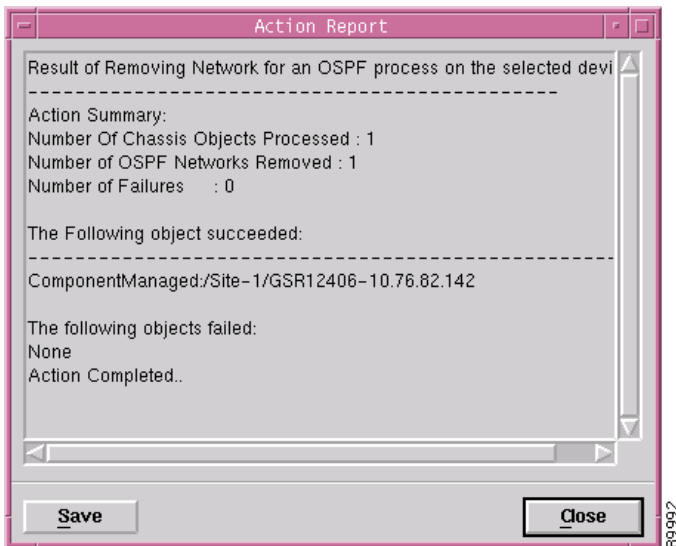 Action Report
Result of Removing Network for an OSPF process on the selected devi
------------------------------------------------
Action Summary:
Number Of Chassis Objects Processed : 1
Number of OSPF Networks Removed : 1
Number of Failures : 0
The Following object succeeded:
------------------------------------------------------
ComponentManaged:/Site-1/GSR12406-10.76.82.142
The following objects failed:
None
Action Completed..
Save
Close
89992